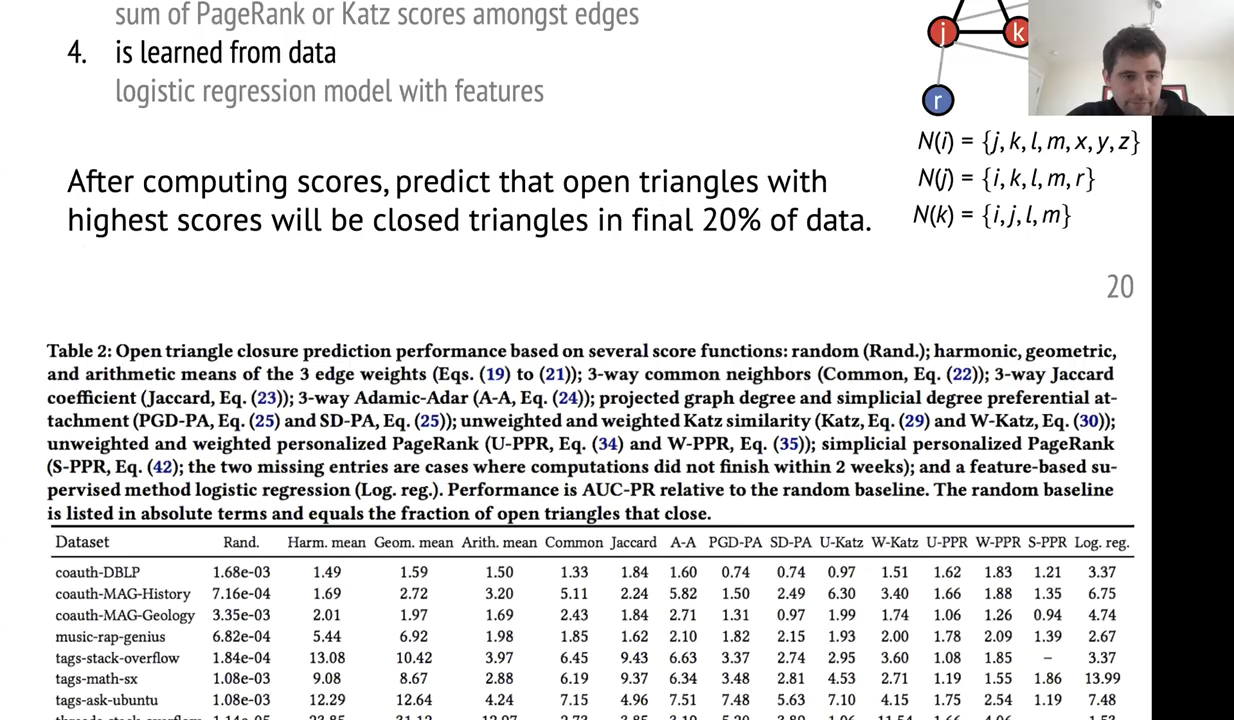 sum of PageRank or Katz scores amongst edges
4. is learned from data
logistic regression model with features
j
k
r
N(i) = {j, k, l, m, x, y, z}
After computing scores, predict that open triangles with
N(j) = {i, k, l, m, r}
highest scores will be closed triangles in final 20% of data.
N(k) = {i, j, l, m}
20
Table 2: Open triangle closure prediction performance based on several score functions: random (Rand.); harmonic, geometric,
and arithmetic means of the 3 edge weights (Eqs. (19) to (21)); 3-way common neighbors (Common, Eq. (22)); 3-way Jaccard
coefficient (Jaccard, Eq. (23)); 3-way Adamic-Adar (A-A, Eq. (24)); projected graph degree and simplicial degree preferential at-
tachment (PGD-PA, Eq. (25) and SD-PA, Eq. (25)); unweighted and weighted Katz similarity (Katz, Eq. (29) and W-Katz, Eq. (30));
unweighted and weighted personalized PageRank (U-PPR, Eq. (34) and W-PPR, Eq. (35)); simplicial personalized PageRank
(S-PPR, Eq. (42); the two missing entries are cases where computations did not finish within 2 weeks); and a feature-based su-
pervised method logistic regression (Log. reg.). Performance is AUC-PR relative to the random baseline. The random baseline
is listed in absolute terms and equals the fraction of open triangles that close.
Dataset Rand. Harm. mean Geom. mean Arith. mean Common Jaccard A-A PGD-PA SD-PA U-Katz W-Katz U-PPR W-PPR S-PPR Log. reg.
coauth-DBLP 1.68e-03 1.49 1.59 1.50 1.33 1.84 1.60 0.74 0.74 0.97 1.51 1.62 1.83 1.21 3.37
coauth-MAG-History 7.16e-04 1.69 2.72 3.20 5.11 2.24 5.82 1.50 2.49 6.30 3.40 1.66 1.88 1.35 6.75
coauth-MAG-Geology 3.35e-03 2.01 1.97 1.69 2.43 1.84 2.71 1.31 0.97 1.99 1.74 1.06 1.26 0.94 4.74
music-rap-genius 6.82e-04 5.44 6.92 1.98 1.85 1.62 2.10 1.82 2.15 1.93 2.00 1.78 2.09 1.39 2.67
tags-stack-overflow 1.84e-04 13.08 10.42 3.97 6.45 9.43 6.63 3.37 2.74 2.95 3.60 1.08 1.85 – 3.37
tags-math-sx 1.08e-03 9.08 8.67 2.88 6.19 9.37 6.34 3.48 2.81 4.53 2.71 1.19 1.55 1.86 13.99
tags-ask-ubuntu 1.08e-03 12.29 12.64 4.24 7.15 4.96 7.51 7.48 5.63 7.10 4.15 1.75 2.54 1.19 7.48